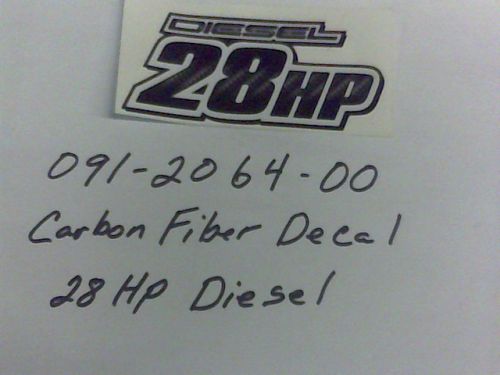 DIESEL
28HP
091-2064-00
Carbon Fiber Decal
28 HP Diesel